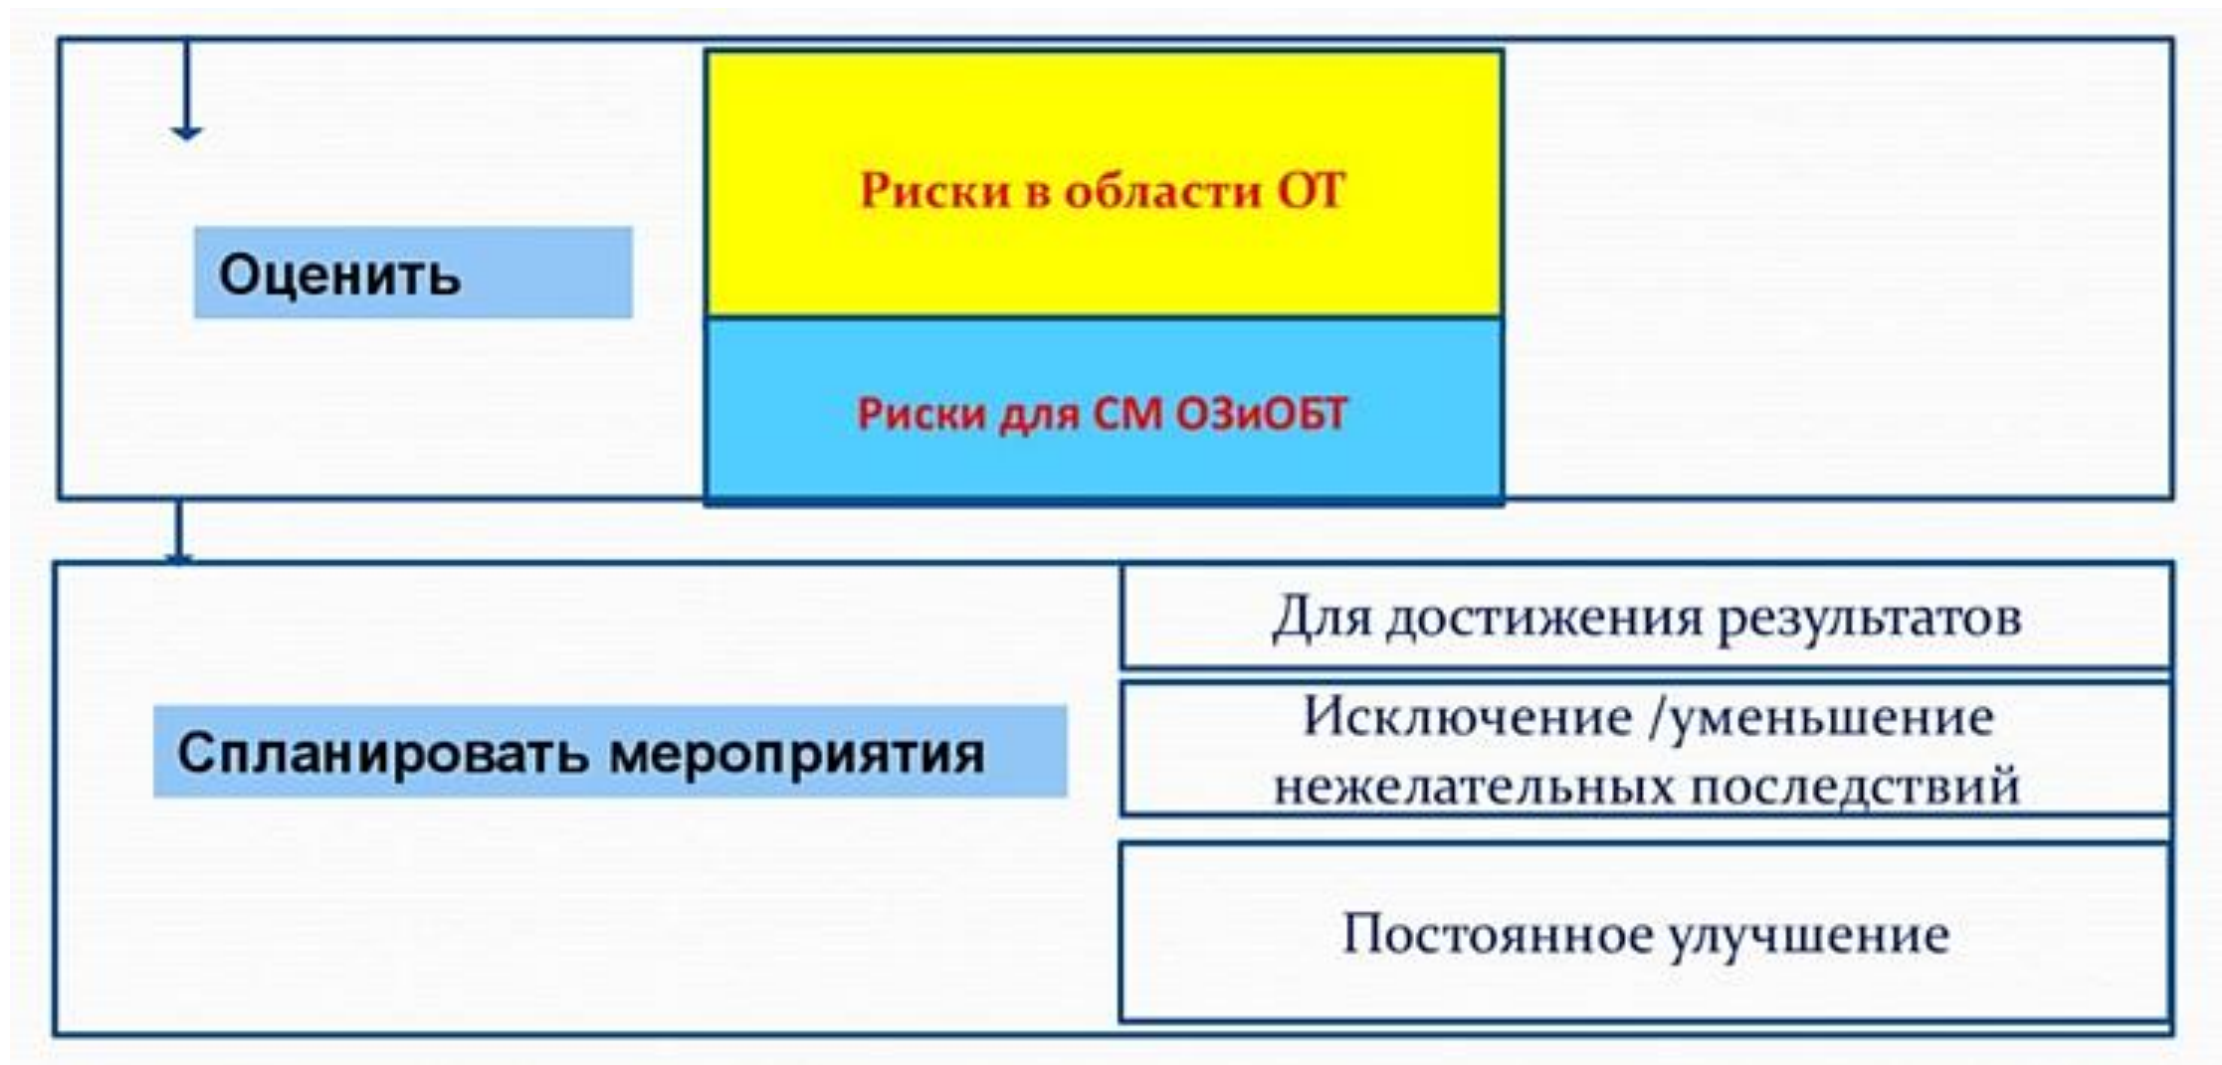 Риски в области ОТ
Оценить
Риски для СМ ОЗиОБТ
Для достижения результатов
Исключение /уменьшение
нежелательных последствий
Спланировать мероприятия
Постоянное улучшение